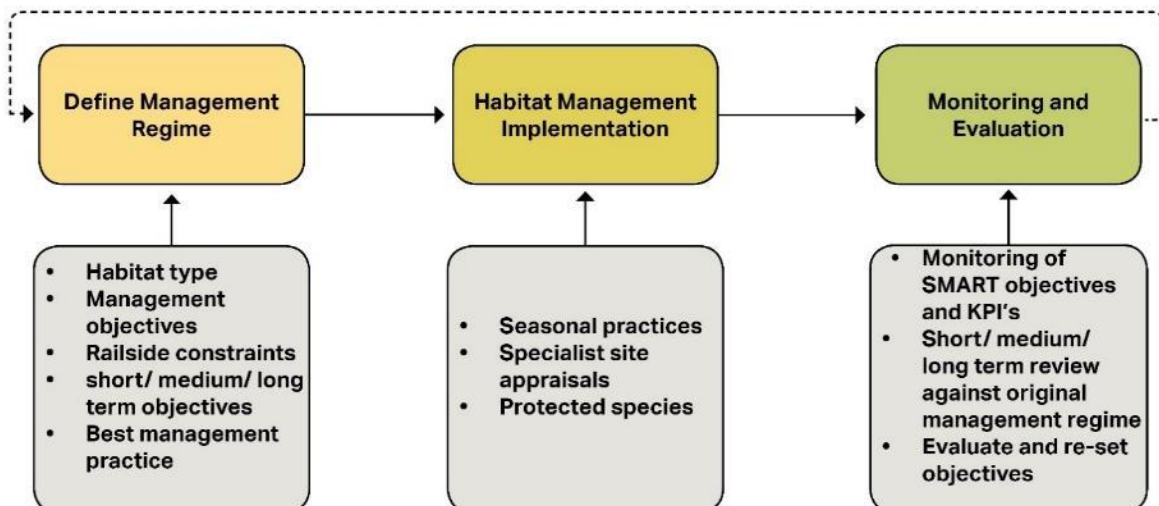 Define Management
Regime
Habitat Management
Implementation
Monitoring and
Evaluation
• Habitat type
• Management
objectives
• Railside constraints
• short/ medium/ long
term objectives
• Best management
practice
• Seasonal practices
• Specialist site
appraisals
• Protected species
• Monitoring of
SMART objectives
and KPI's
• Short/ medium/
long term review
against original
management regime
• Evaluate and re-set
objectives